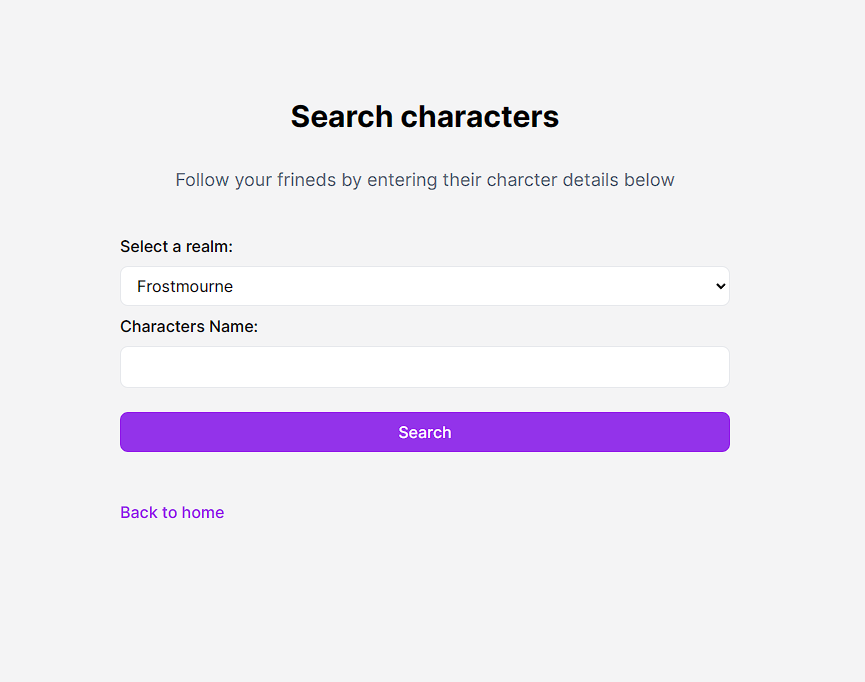 Search characters
Follow your frineds by entering their charcter details below
Select a realm:
Frostmourne
Characters Name:
Search
Back to home